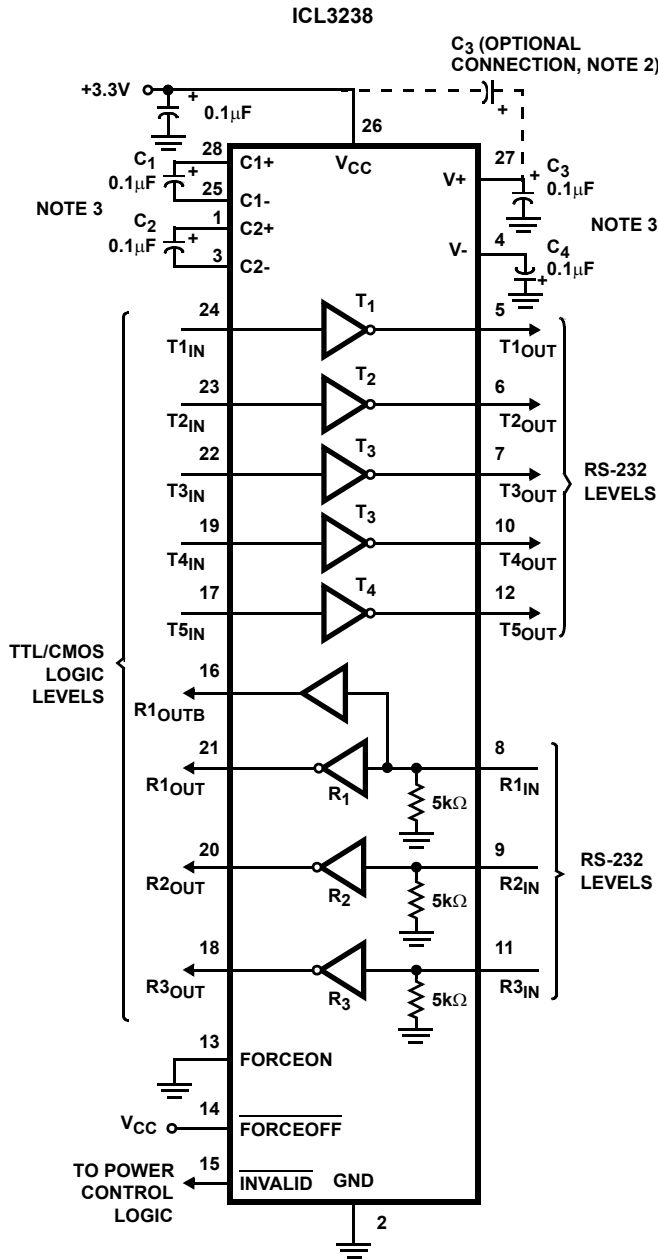 ICL3238
C3 (OPTIONAL
CONNECTION, NOTE 2)
+3.3V
+
0.1μF
+
26
28
C1+
VCC
27
C1
0.1μF
+
25
C1-
V+
C3
0.1μF
+
NOTE 3
1
C2+
NOTE 3
C2
0.1μF
+
3
C2-
V-
4
C4
0.1μF
+
24
T1
5
T1IN
T1OUT
23
T2
6
T2IN
T2OUT
22
T3
7
T3IN
T3OUT
RS-232
LEVELS
19
T3
10
T4IN
T4OUT
17
T4
12
T5IN
T5OUT
TTL/CMOS
LOGIC
LEVELS
16
R1OUTB
21
8
R1OUT
R1
5kΩ
R1IN
20
9
R2OUT
R2
5kΩ
R2IN
RS-232
LEVELS
18
11
R3OUT
R3
5kΩ
R3IN
13
FORCEON
14
VCC
FORCEOFF
15
TO POWER
CONTROL
LOGIC
INVALID
GND
2